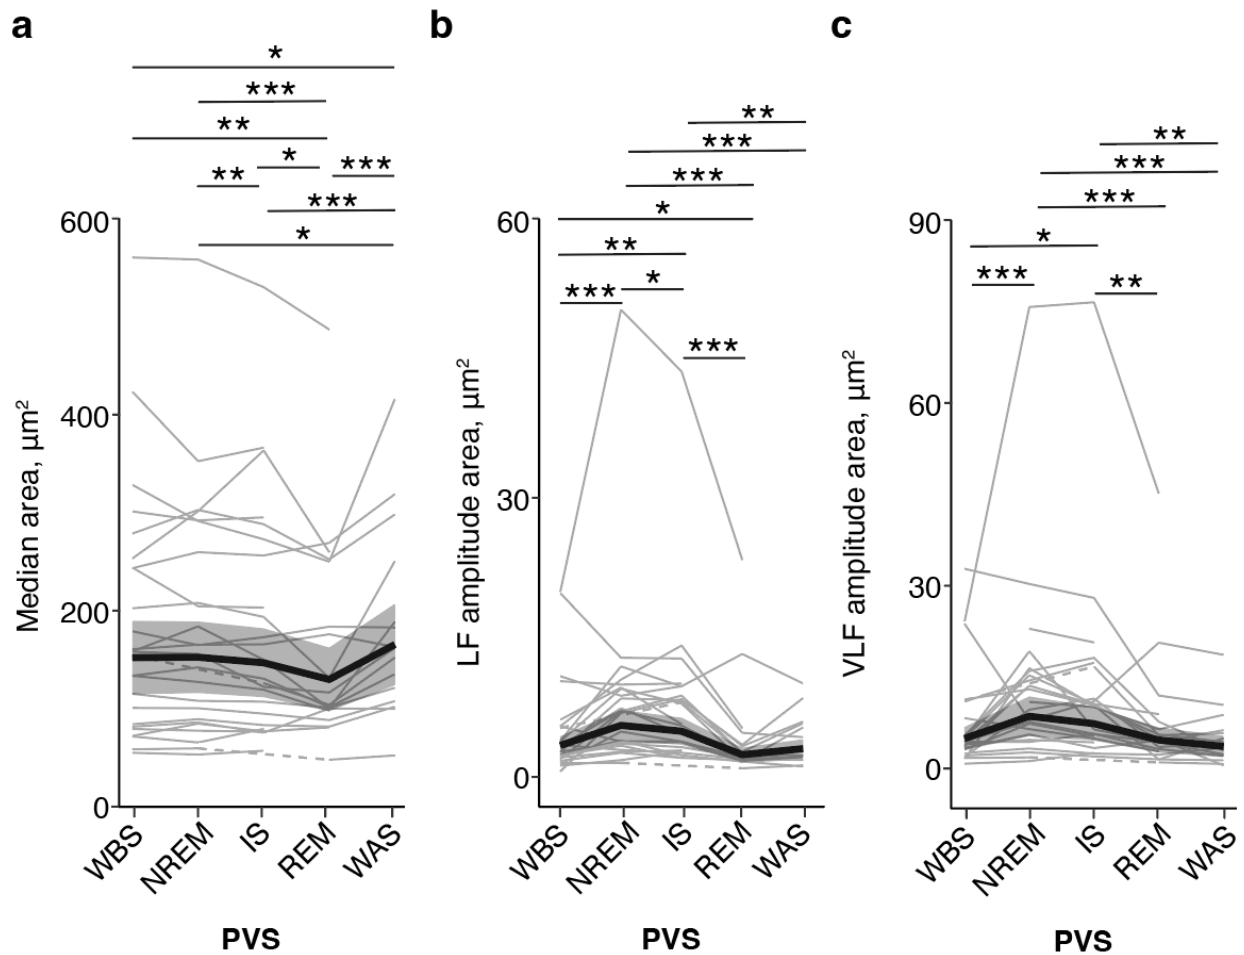 a
*
***
**
*
***
**
***
*
600
400
200
0
Median area, µm²
WBS
NREM
IS
REM
WAS
PVS
b
**
***
***
*
**
*
***
***
60
30
0
LF amplitude area, µm²
WBS
NREM
IS
REM
WAS
PVS
c
**
***
***
*
***
**
90
60
30
0
VLF amplitude area, µm²
WBS
NREM
IS
REM
WAS
PVS